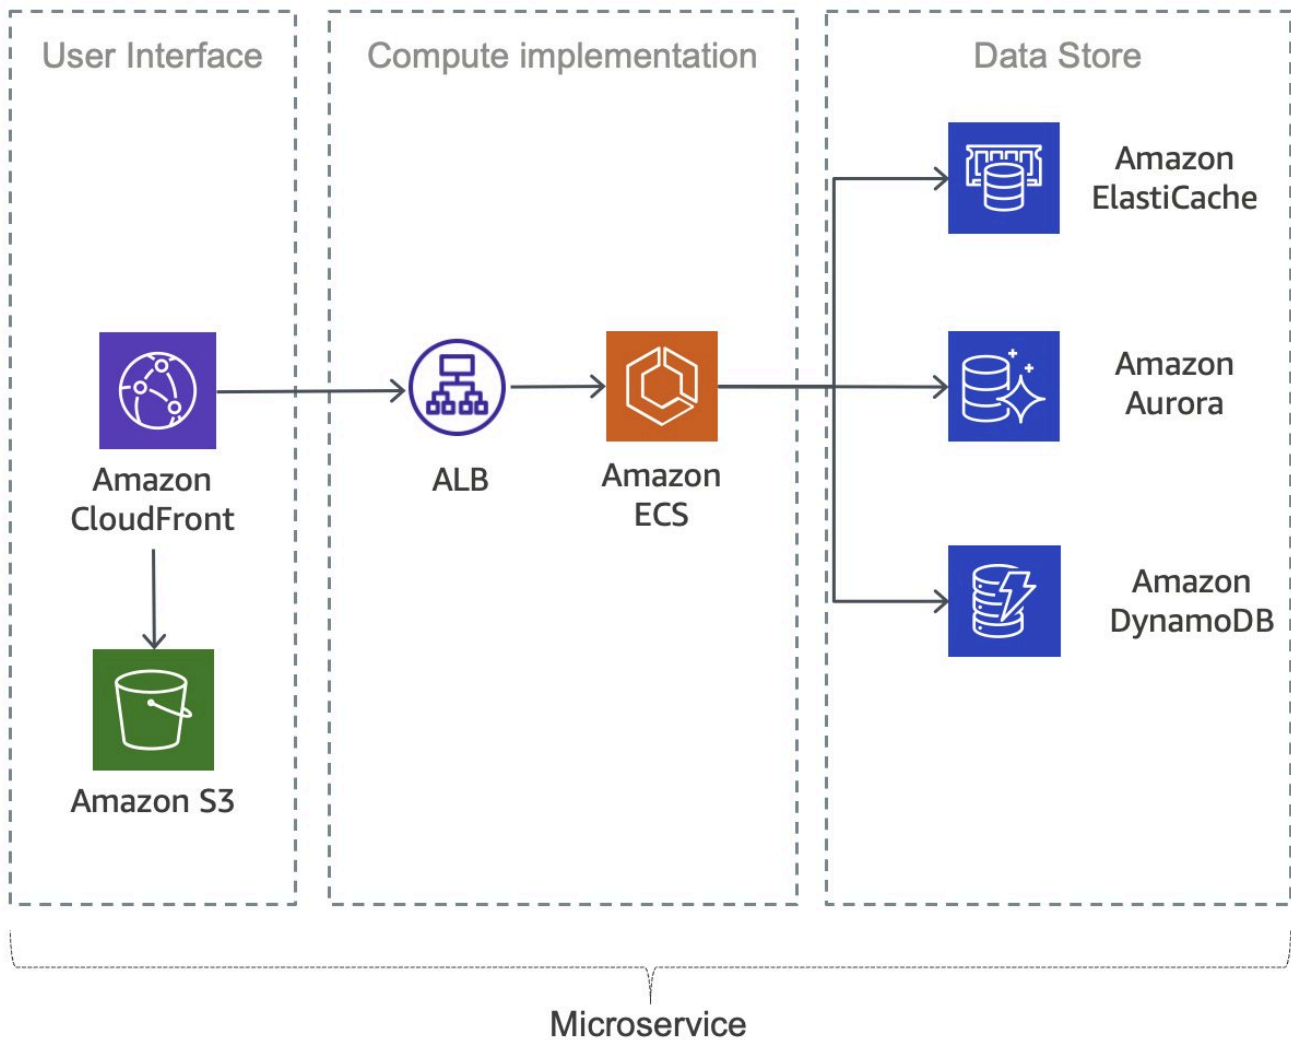 User Interface
Compute implementation
Data Store
Amazon
ElastiCache
Amazon
CloudFront
ALB
Amazon
ECS
Amazon
Aurora
Amazon
DynamoDB
Amazon S3
Microservice